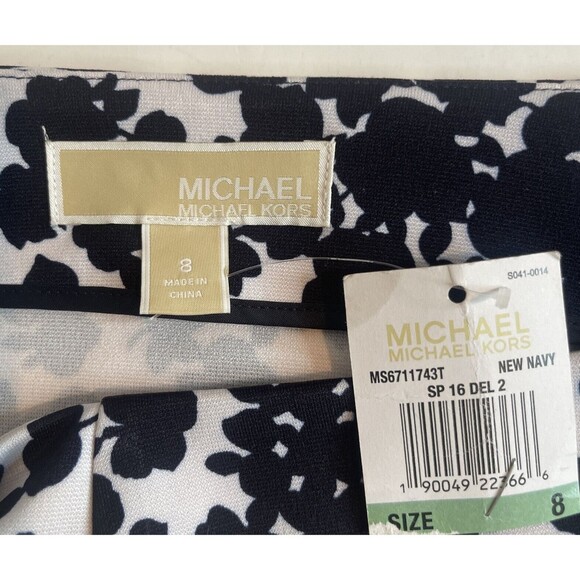 MICHAEL
MICHAEL KORS
8
MADE IN
CHINA
S041-0014
MICHAEL
MICHAEL KORS
MS6711743T NEW NAVY
SP 16 DEL 2
1 90049 22366 6
SIZE 8